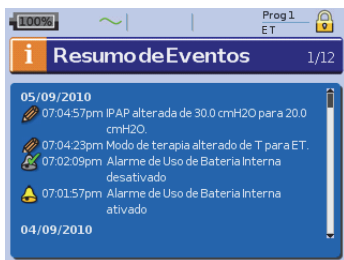 100%
Prog 1
ET
i Resumo de Eventos 1/12
05/09/2010
07:04:57pm IPAP alterada de 30.0 cmH2O para 20.0
cmH2O.
07:04:23pm Modo de terapia alterado de T para ET.
07:02:09pm Alarme de Uso de Bateria Interna
desativado
07:01:57pm Alarme de Uso de Bateria Interna
ativado
04/09/2010